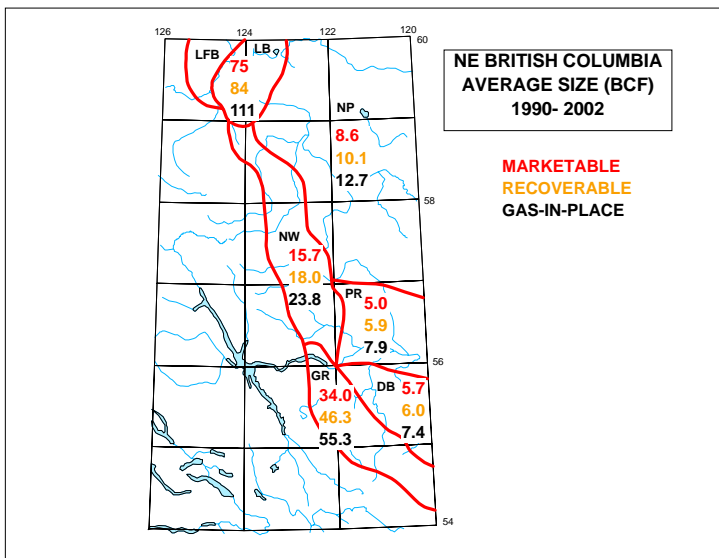 126
124
122
120
60
LFB
LB
75
84
111
NE BRITISH COLUMBIA
AVERAGE SIZE (BCF)
1990- 2002
NP
8.6
10.1
12.7
MARKETABLE
RECOVERABLE
GAS-IN-PLACE
58
NW
15.7
18.0
23.8
PR
5.0
5.9
7.9
56
GR
34.0
46.3
55.3
DB
5.7
6.0
7.4
54